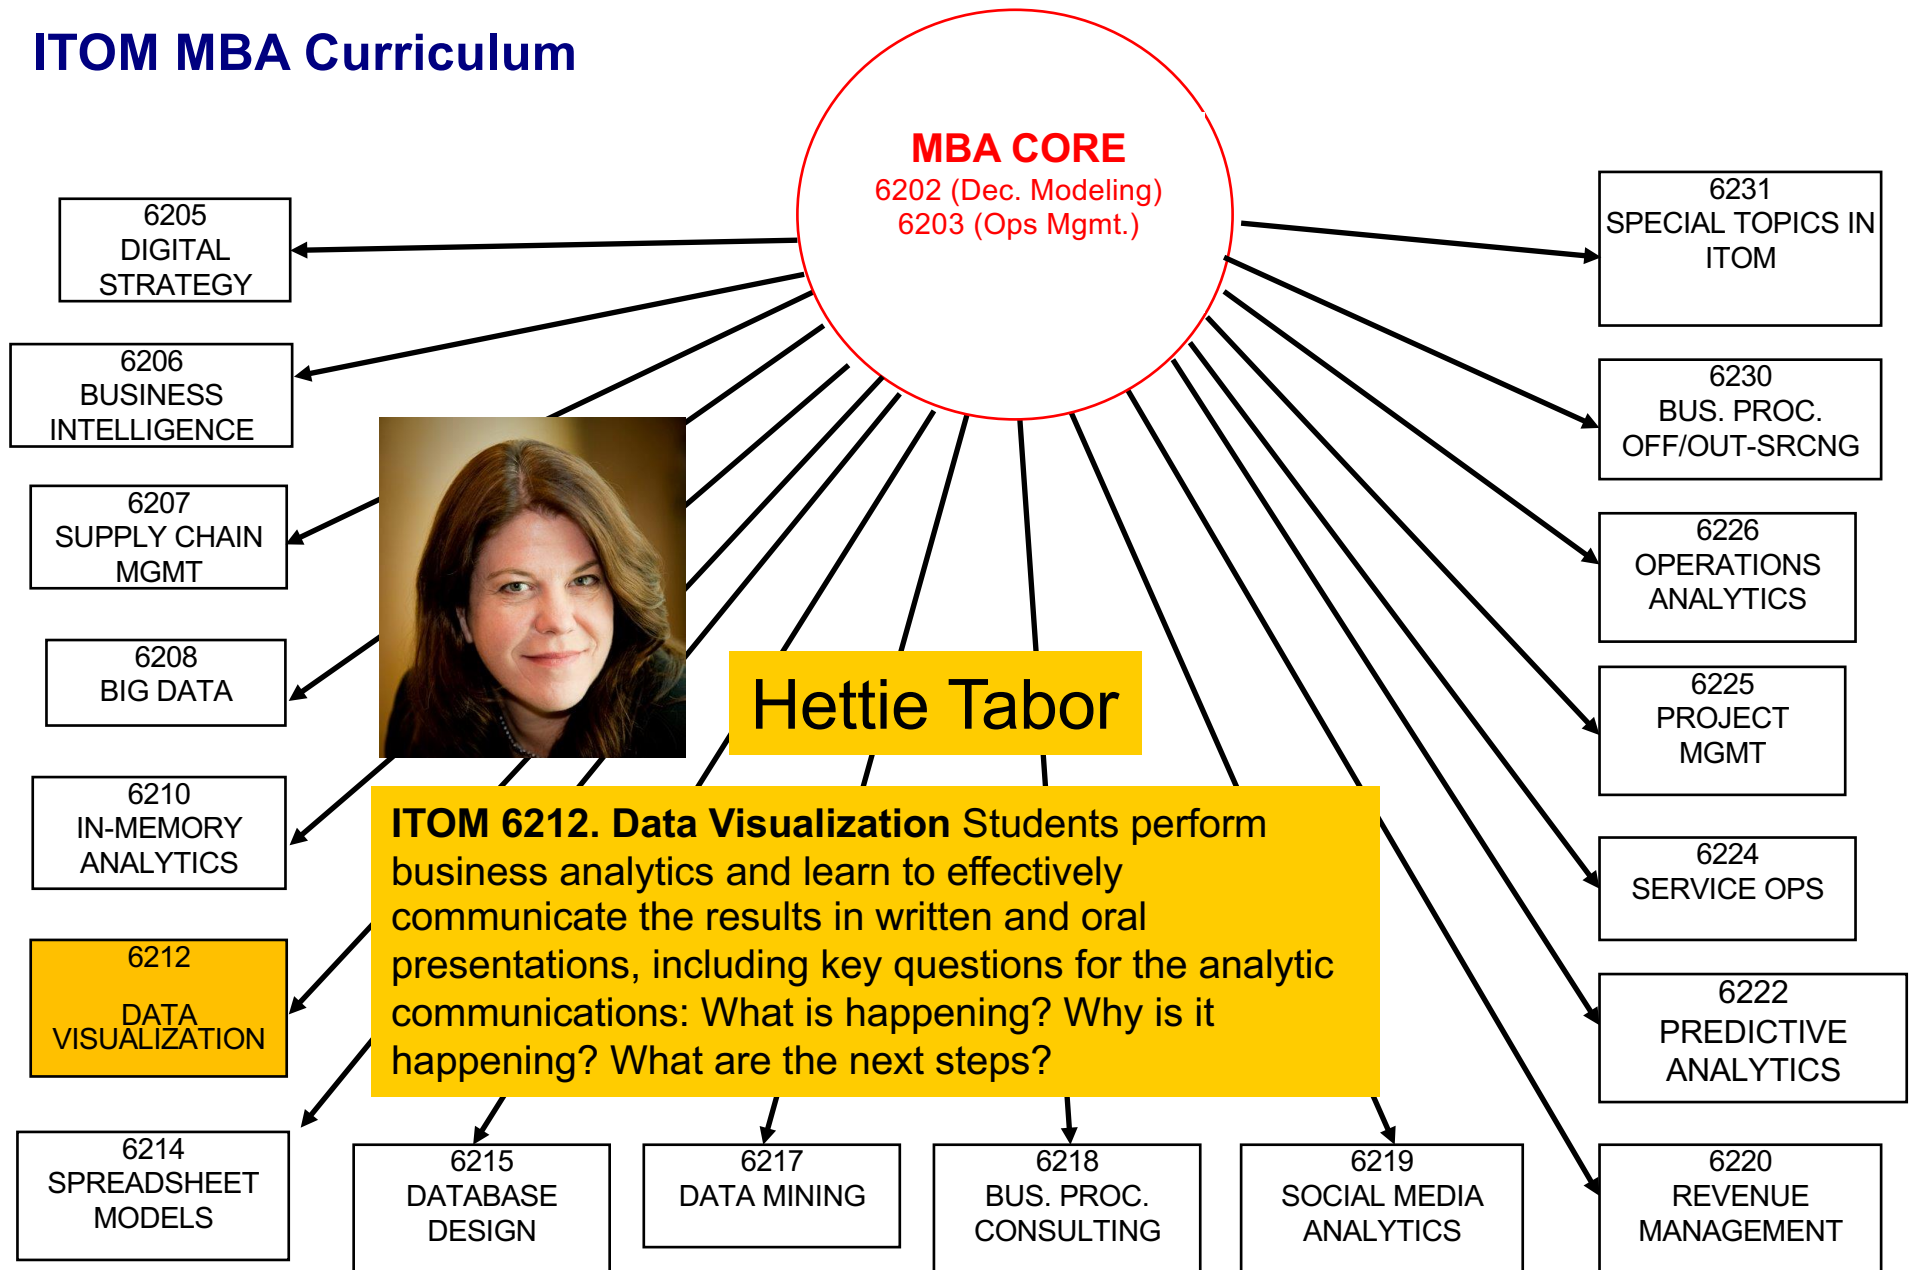 ITOM MBA Curriculum
MBA CORE
6202 (Dec. Modeling)
6203 (Ops Mgmt.)
6205
DIGITAL
STRATEGY
6206
BUSINESS
INTELLIGENCE
6207
SUPPLY CHAIN
MGMT
6208
BIG DATA
6210
IN-MEMORY
ANALYTICS
6212
DATA
VISUALIZATION
6214
SPREADSHEET
MODELS
Hettie Tabor
ITOM 6212. Data Visualization Students perform
business analytics and learn to effectively
communicate the results in written and oral
presentations, including key questions for the analytic
communications: What is happening? Why is it
happening? What are the next steps?
6215
DATABASE
DESIGN
6217
DATA MINING
6218
BUS. PROC.
CONSULTING
6219
SOCIAL MEDIA
ANALYTICS
6231
SPECIAL TOPICS IN
ITOM
6230
BUS. PROC.
OFF/OUT-SRCNG
6226
OPERATIONS
ANALYTICS
6225
PROJECT
MGMT
6224
SERVICE OPS
6222
PREDICTIVE
ANALYTICS
6220
REVENUE
MANAGEMENT